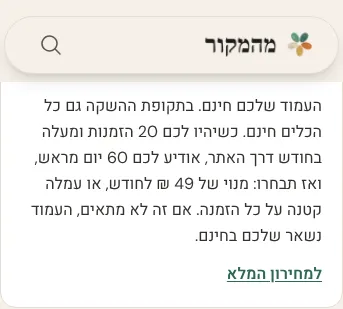 מהמקור
העמוד שלכם חינם. בתקופת ההשקה גם כל
הכלים חינם. כשיהיו לכם 20 הזמנות ומעלה
בחודש דרך האתר, אודיע לכם 60 יום מראש,
ואז תבחרו: מנוי של 49 ₪ לחודש, או עמלה
קטנה על כל הזמנה. אם זה לא מתאים, העמוד
נשאר שלכם בחינם.
למחירון המלא